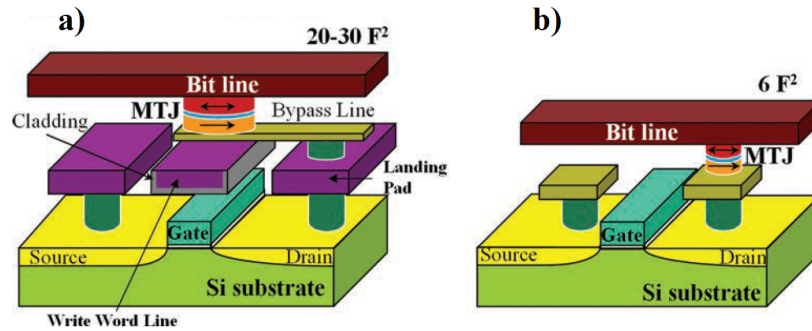 a)
20-30 F²
Bit line
MTJ
Bypass Line
Cladding
Landing
Pad
Gate
Source
Drain
Si substrate
Write Word Line
b)
6 F²
Bit line
MTJ
Gate
Source
Drain
Si substrate